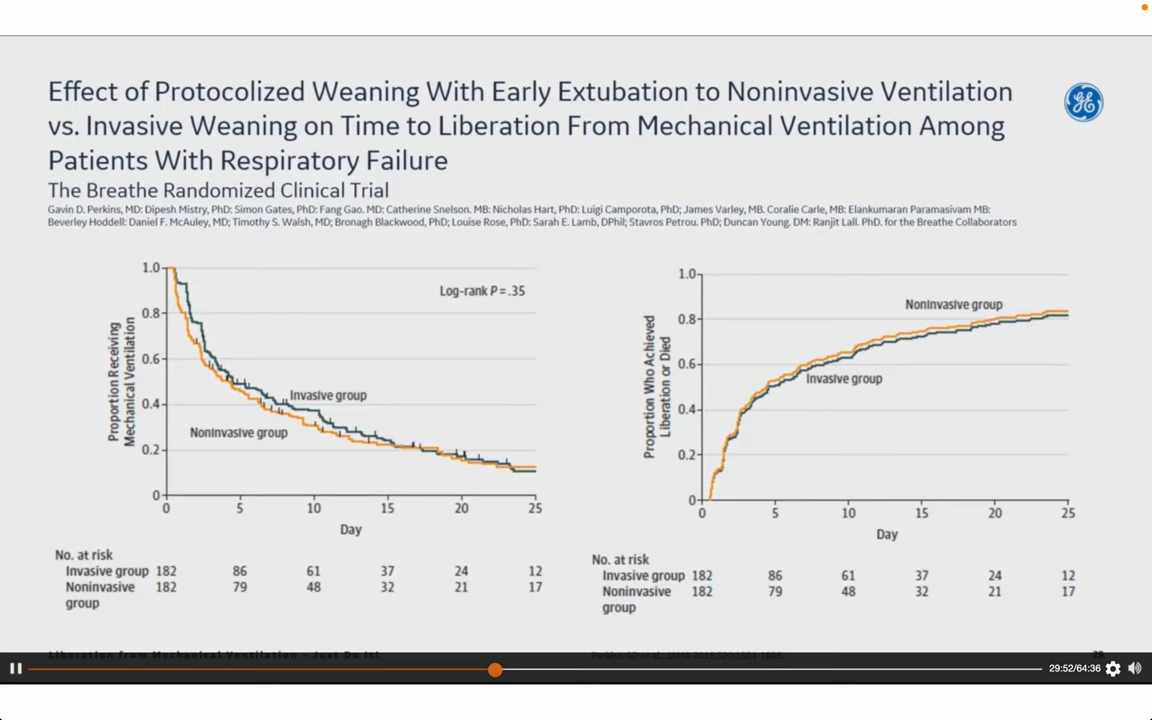 Effect of Protocolized Weaning With Early Extubation to Noninvasive Ventilation
vs. Invasive Weaning on Time to Liberation From Mechanical Ventilation Among
Patients With Respiratory Failure
The Breathe Randomized Clinical Trial
Gavin D. Perkins, MD: Dipesh Mistry, PhD: Simon Gates, PhD: Fang Gao. MD: Catherine Snelson. MB: Nicholas Hart, PhD: Luigi Camporota, PhD; James Varley, MB. Coralie Carle, MB: Elankumaran Paramasivam MB:
Beverley Hoddell: Daniel F. McAuley, MD; Timothy S. Walsh, MD; Bronagh Blackwood, PhD; Louise Rose, PhD: Sarah E. Lamb, DPhil; Stavros Petrou. PhD; Duncan Young. DM: Ranjit Lall. PhD. for the Breathe Collaborators
GE
Proportion Receiving
Mechanical Ventilation
1.0
0.8
0.6
0.4
0.2
0
Log-rank P = .35
Invasive group
Noninvasive group
0 5 10 15 20 25
Day
No. at risk
Invasive group 182 86 61 37 24 12
Noninvasive 182 79 48 32 21 17
group
Proportion Who Achieved
Liberation or Died
1.0
0.8
0.6
0.4
0.2
0
Noninvasive group
Invasive group
0 5 10 15 20 25
Day
No. at risk
Invasive group 182 86 61 37 24 12
Noninvasive 182 79 48 32 21 17
group
Liberation from Mechanical Ventilation - Just Do It!
29:52/64:36